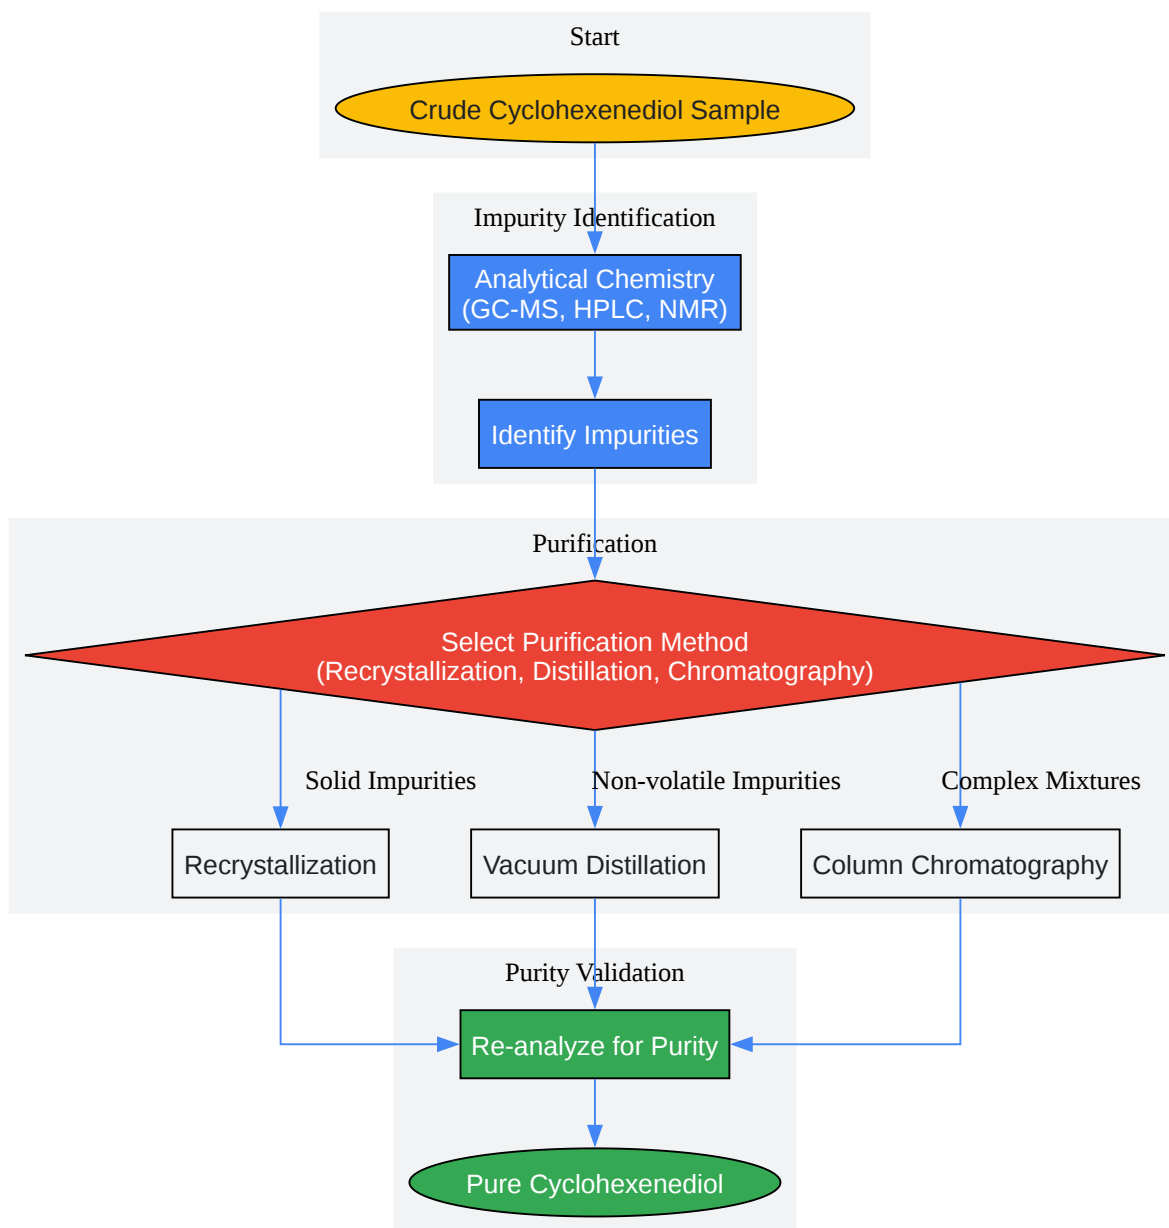 Start
Crude Cyclohexenediol Sample
Impurity Identification
Analytical Chemistry
(GC-MS, HPLC, NMR)
Identify Impurities
Purification
Select Purification Method
(Recrystallization, Distillation, Chromatography)
Solid Impurities
Non-volatile Impurities
Complex Mixtures
Recrystallization
Vacuum Distillation
Column Chromatography
Purity Validation
Re-analyze for Purity
Pure Cyclohexenediol